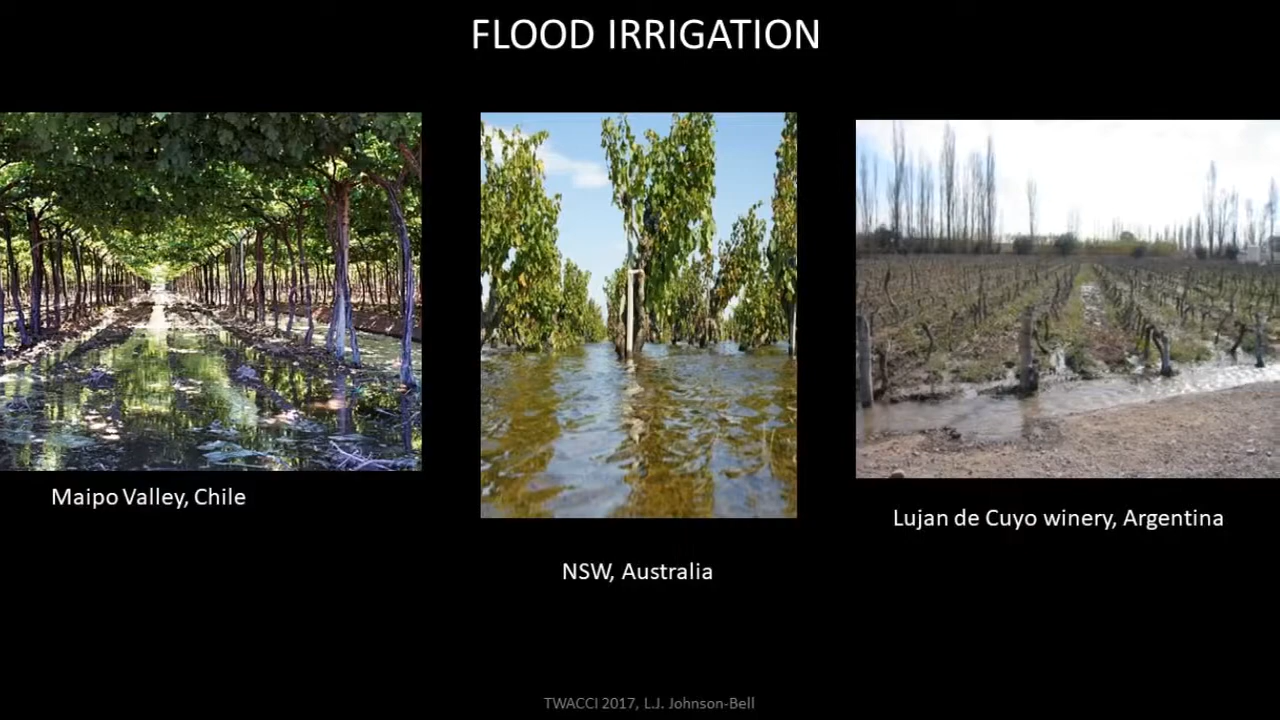 FLOOD IRRIGATION
Maipo Valley, Chile
NSW, Australia
Lujan de Cuyo winery, Argentina
TWACCI 2017, L.J. Johnson-Bell